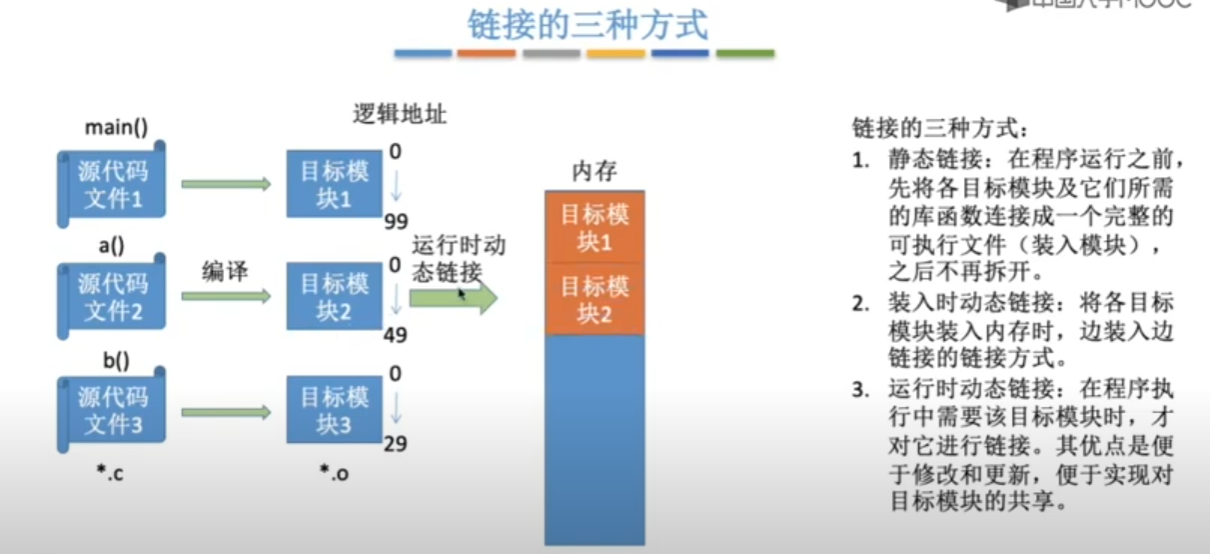 链接的三种方式
中国大学MOOC
逻辑地址
main()
源代码
文件1
目标模
块1
0
99
a()
源代码
文件2
编译
目标模
块2
0
49
运行时动
态链接
b()
源代码
文件3
目标模
块3
0
29
*.c
*.o
内存
目标模
块1
目标模
块2
链接的三种方式:
1. 静态链接:在程序运行之前,
先将各目标模块及它们所需
的库函数连接成一个完整的
可执行文件(装入模块),
之后不再拆开。
2. 装入时动态链接:将各目标
模块装入内存时,边装入边
链接的链接方式。
3. 运行时动态链接:在程序执
行中需要该目标模块时,才
对它进行链接。其优点是便
于修改和更新,便于实现对
目标模块的共享。